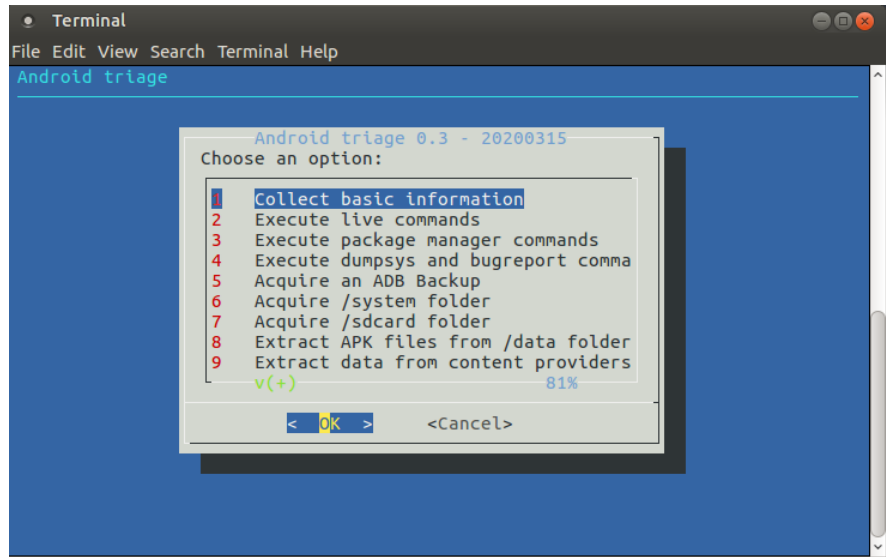 Terminal
File Edit View Search Terminal Help
Android triage
Android triage 0.3 - 20200315
Choose an option:
1 Collect basic information
2 Execute live commands
3 Execute package manager commands
4 Execute dumpsys and bugreport comma
5 Acquire an ADB Backup
6 Acquire /system folder
7 Acquire /sdcard folder
8 Extract APK files from /data folder
9 Extract data from content providers
v(+) 81%
< OK > <Cancel>